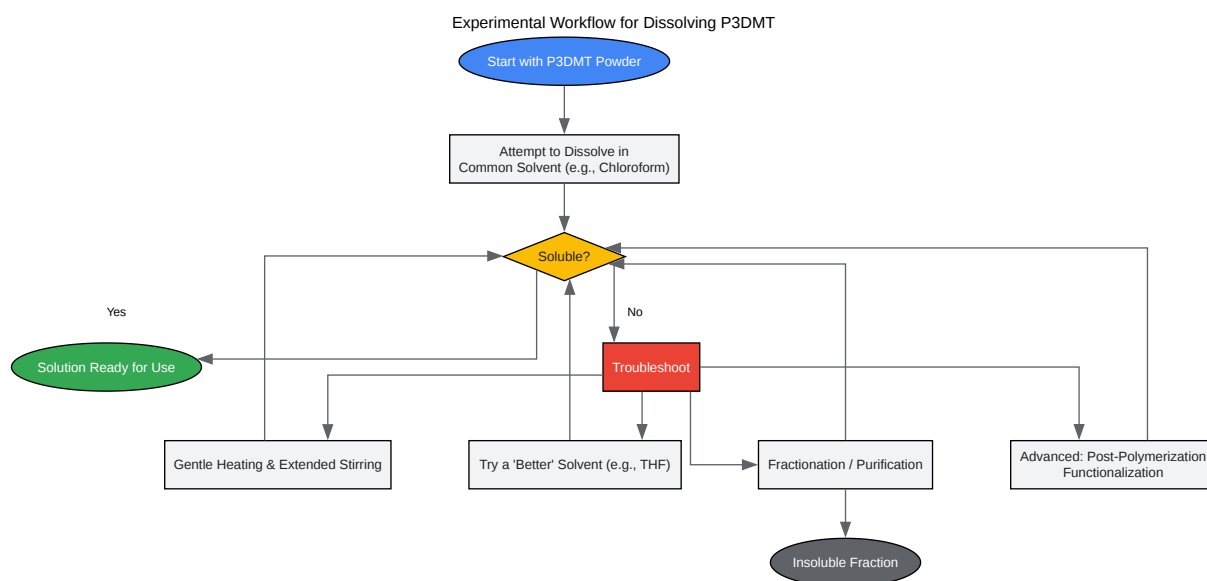 Experimental Workflow for Dissolving P3DMT
Start with P3DMT Powder
Attempt to Dissolve in
Common Solvent (e.g., Chloroform)
Soluble?
Yes
No
Solution Ready for Use
Troubleshoot
Gentle Heating & Extended Stirring
Try a 'Better' Solvent (e.g., THF)
Fractionation / Purification
Advanced: Post-Polymerization
Functionalization
Insoluble Fraction